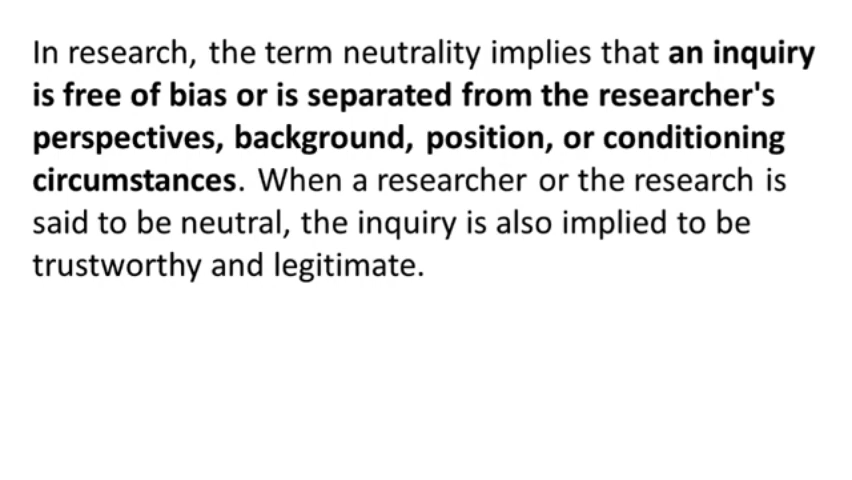 In research, the term neutrality implies that an inquiry
is free of bias or is separated from the researcher's
perspectives, background, position, or conditioning
circumstances. When a researcher or the research is
said to be neutral, the inquiry is also implied to be
trustworthy and legitimate.